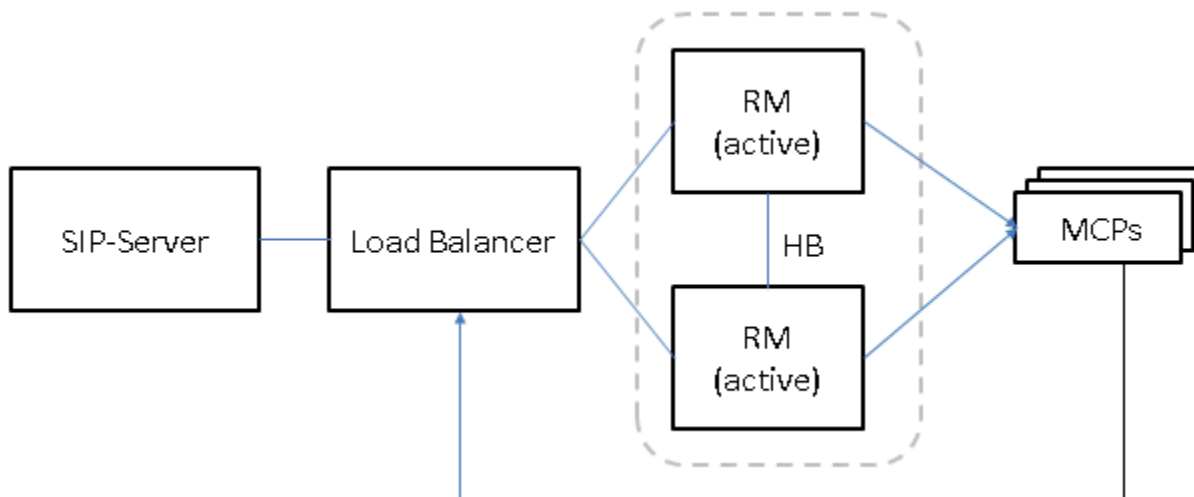 RM
(active)
SIP-Server
Load Balancer
HB
MCPs
RM
(active)